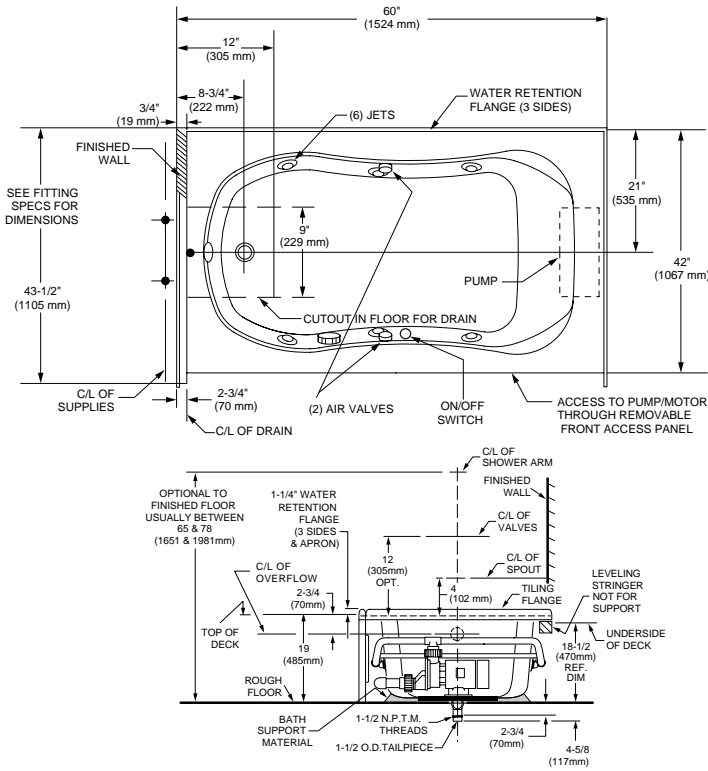 60"
(1524 mm)
12"
(305 mm)
8-3/4"
(222 mm)
3/4"
(19 mm)
(6) JETS
WATER RETENTION
FLANGE (3 SIDES)
FINISHED
WALL
SEE FITTING
SPECS FOR
DIMENSIONS
21"
(535 mm)
9"
(229 mm)
42"
(1067 mm)
PUMP
43-1/2"
(1105 mm)
CUTOUT IN FLOOR FOR DRAIN
C/L OF
SUPPLIES
2-3/4"
(70 mm)
C/L OF DRAIN
(2) AIR VALVES
ON/OFF
SWITCH
ACCESS TO PUMP/MOTOR
THROUGH REMOVABLE
FRONT ACCESS PANEL
C/L OF
SHOWER ARM
FINISHED
WALL
OPTIONAL TO
FINISHED FLOOR
USUALLY BETWEEN
65 & 78
(1651 & 1981mm)
1-1/4" WATER
RETENTION
FLANGE
(3 SIDES
& APRON)
C/L OF
VALVES
12
(305mm)
OPT.
C/L OF
SPOUT
4
(102 mm)
C/L OF
OVERFLOW
2-3/4
(70mm)
TILING
FLANGE
LEVELING
STRINGER
NOT FOR
SUPPORT
TOP OF
DECK
UNDERSIDE
OF DECK
19
(485mm)
18-1/2
(470mm)
REF.
DIM
ROUGH
FLOOR
BATH
SUPPORT
MATERIAL
1-1/2 N.P.T.M.
THREADS
1-1/2 O.D.TAILPIECE
2-3/4
(70mm)
4-5/8
(117mm)